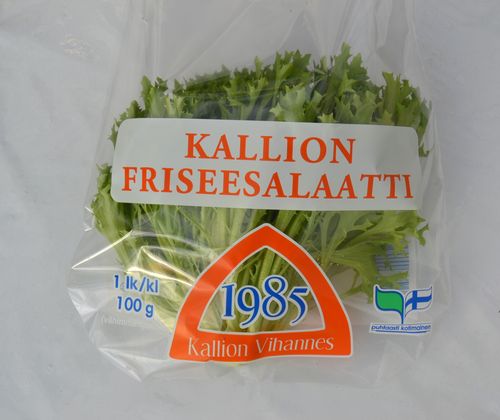 KALLION
FRISEESALAATTI
1 lk/kl
100 g
1985
Kallion Vihannes
puhtaasti kotimainen